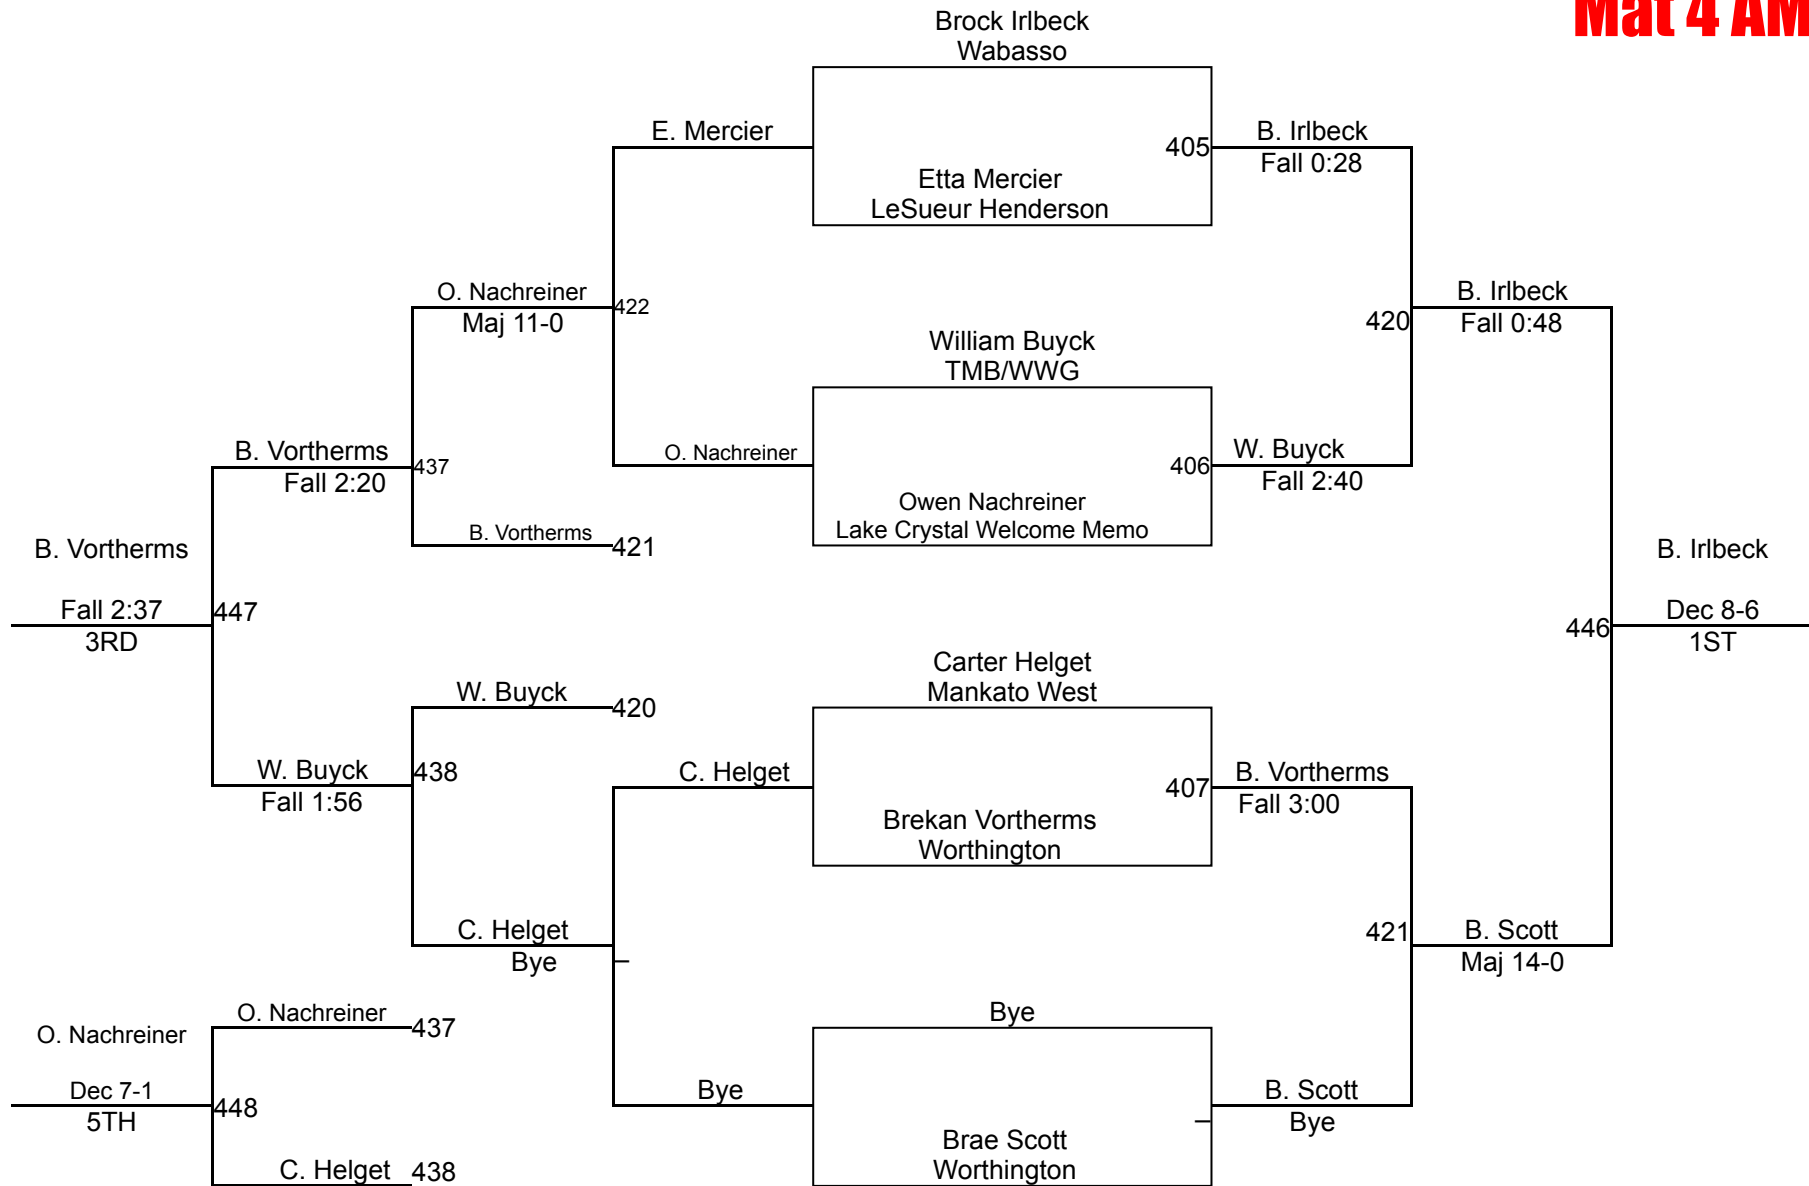 Mat 4 AM
Brock Irlbeck
Wabasso
E. Mercier
405
B. Irlbeck
Fall 0:28
Etta Mercier
LeSueur Henderson
O. Nachreiner
422
Maj 11-0
B. Irlbeck
420
Fall 0:48
William Buyck
TMB/WWG
B. Vortherms
437
Fall 2:20
O. Nachreiner
406
W. Buyck
Fall 2:40
Owen Nachreiner
Lake Crystal Welcome Memo
B. Vortherms
421
B. Vortherms
Fall 2:37
447
3RD
B. Irlbeck
446
Dec 8-6
1ST
Carter Helget
Mankato West
W. Buyck
420
W. Buyck
438
Fall 1:56
C. Helget
407
B. Vortherms
Fall 3:00
Brekan Vortherms
Worthington
C. Helget
Bye
421
B. Scott
Maj 14-0
O. Nachreiner
437
Bye
O. Nachreiner
Dec 7-1
448
5TH
Bye
B. Scott
Bye
Brae Scott
Worthington
C. Helget
438